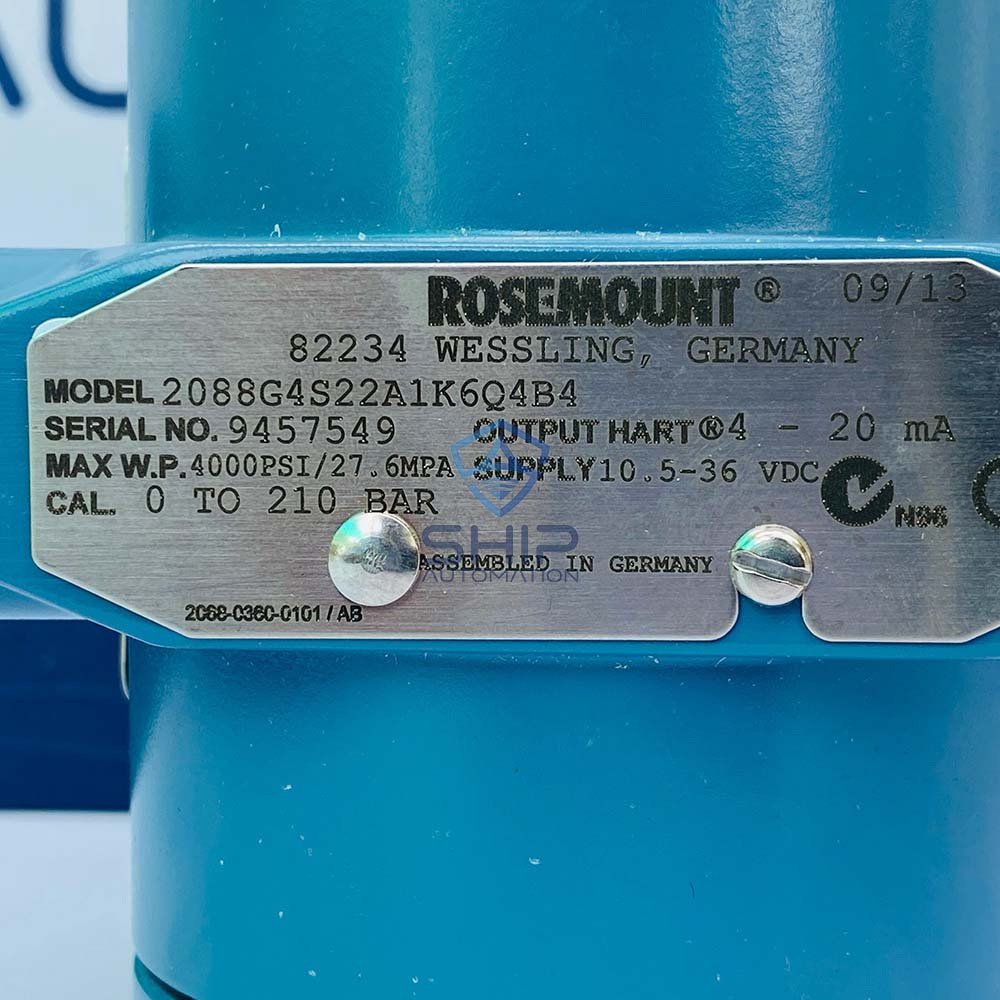 AU
ROSEMOUNT® 09/13
82234 WESSLING, GERMANY
MODEL 2088G4S22A1K6Q4B4
SERIAL NO. 9457549 OUTPUT HART® 4 - 20 mA
MAX W.P. 4000PSI/27.6MPA SUPPLY 10.5-36 VDC
N96
CAL. 0 TO 210 BAR
SHIP
AUTOMATION
ASSEMBLED IN GERMANY
2088-0360-0101 / AB